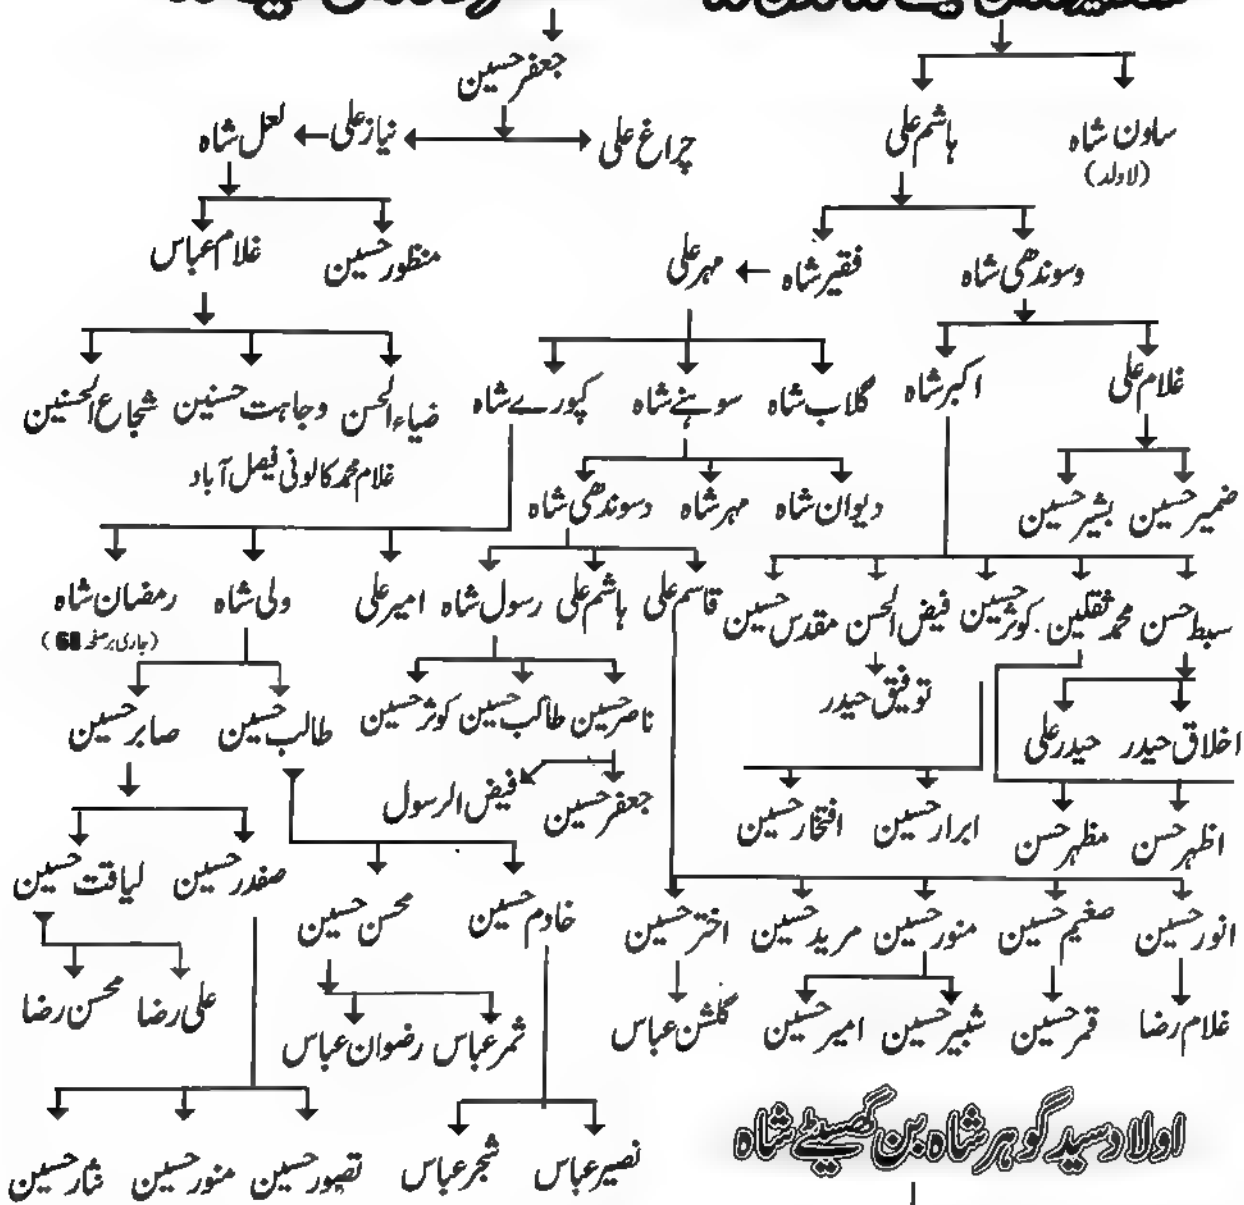 جعفر حسین
ساون شاہ ہاشم علی چراغ علی نیاز علی لعل شاہ
(لاولد)
دسوندھی شاہ فقیر شاہ مہر علی منظور حسین غلام عباس
غلام علی اکبر شاہ گلاب شاہ سوہنے شاہ کپورے شاہ ضیاء الحسن وجاہت حسنین شجاع الحسنین
غلام محمد کالونی فیصل آباد
ضمیر حسین بشیر حسین دیوان شاہ مہر شاہ دسوندھی شاہ
سبط حسن محمد ثقلین کوثر حسین فیض الحسن مقدس حسین قاسم علی ہاشم علی رسول شاہ امیر علی ولی شاہ رمضان شاہ
(جاری بر صفحہ 68)
اخلاق حیدر حیدر علی توفیق حیدر ناصر حسین طالب حسین کوثر حسین طالب حسین صابر حسین
اظہر حسن مظہر حسن ابرار حسین افتخار حسین جعفر حسین فیض الرسول
صفدر حسین لیاقت حسین
انور حسین صغیم حسین منور حسین مرید حسین اختر حسین خادم حسین محسن حسین
علی رضا محسن رضا
غلام رضا قمر حسین شبیر حسین امیر حسین گلشن عباس ثمر عباس رضوان عباس
اولاد سید گوہر شاہ بن گھسیٹے شاہ
نصیر عباس شجر عباس تصور حسین منور حسین نثار حسین